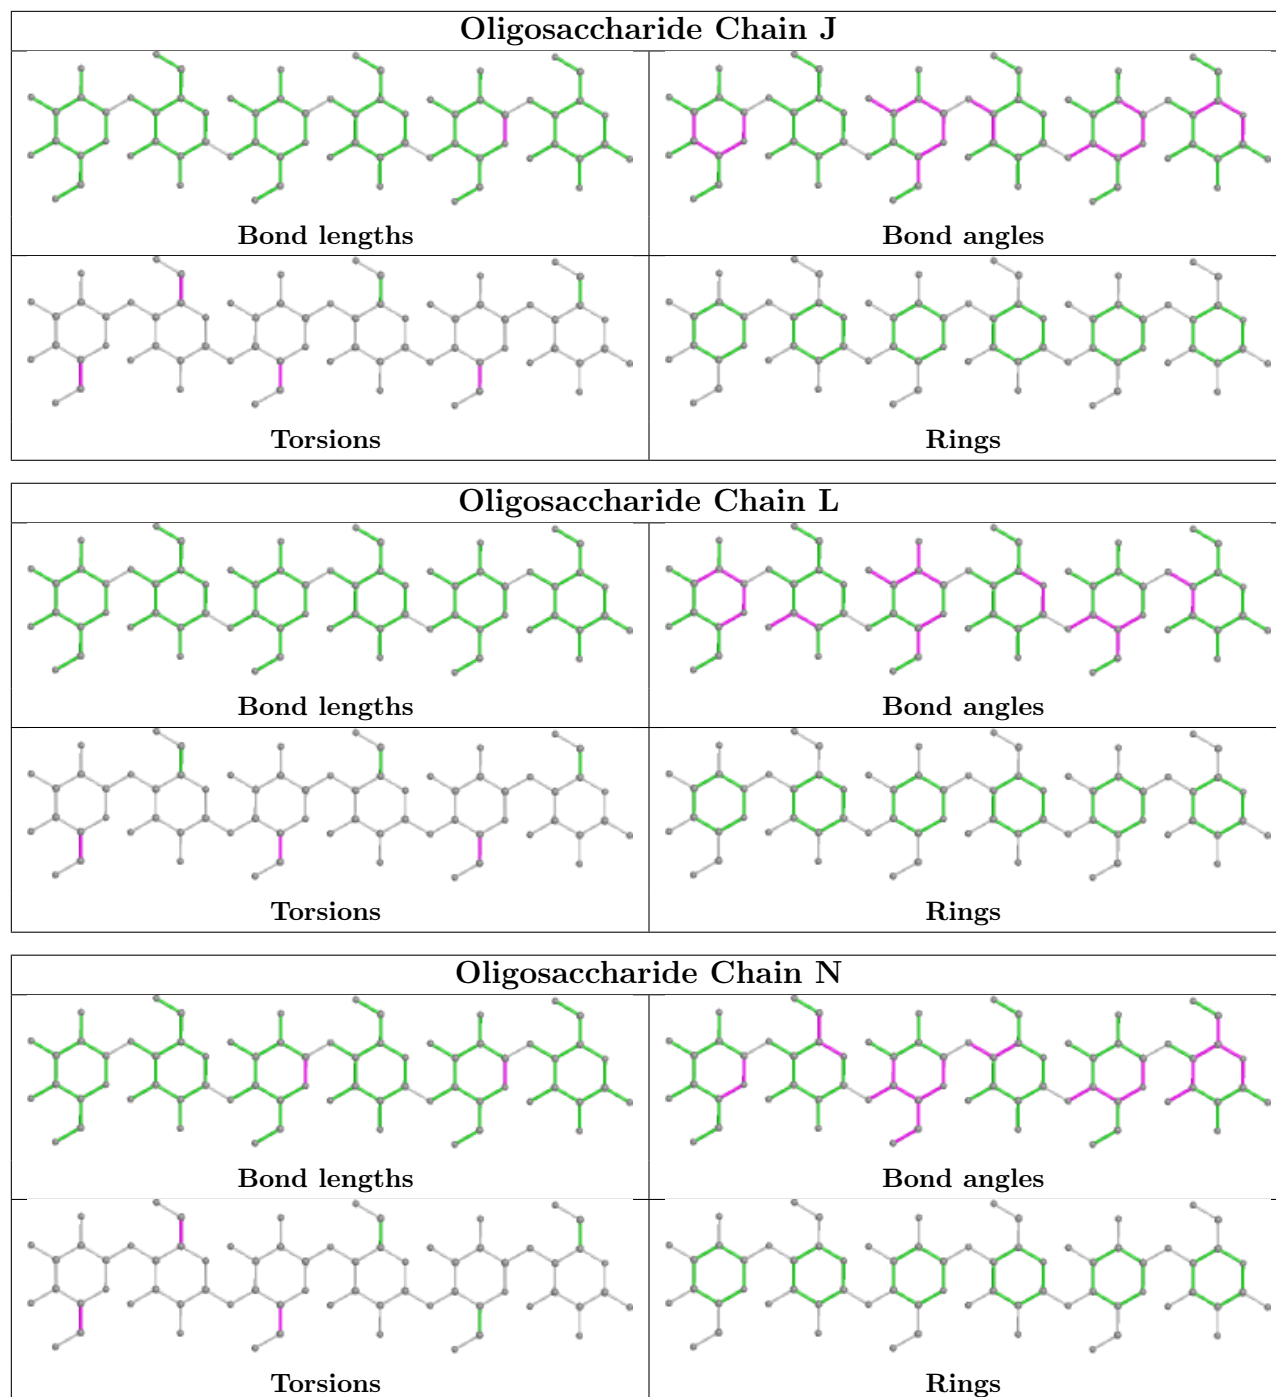 Oligosaccharide Chain J
Bond lengths
Bond angles
Torsions
Rings
Oligosaccharide Chain L
Bond lengths
Bond angles
Torsions
Rings
Oligosaccharide Chain N
Bond lengths
Bond angles
Torsions
Rings